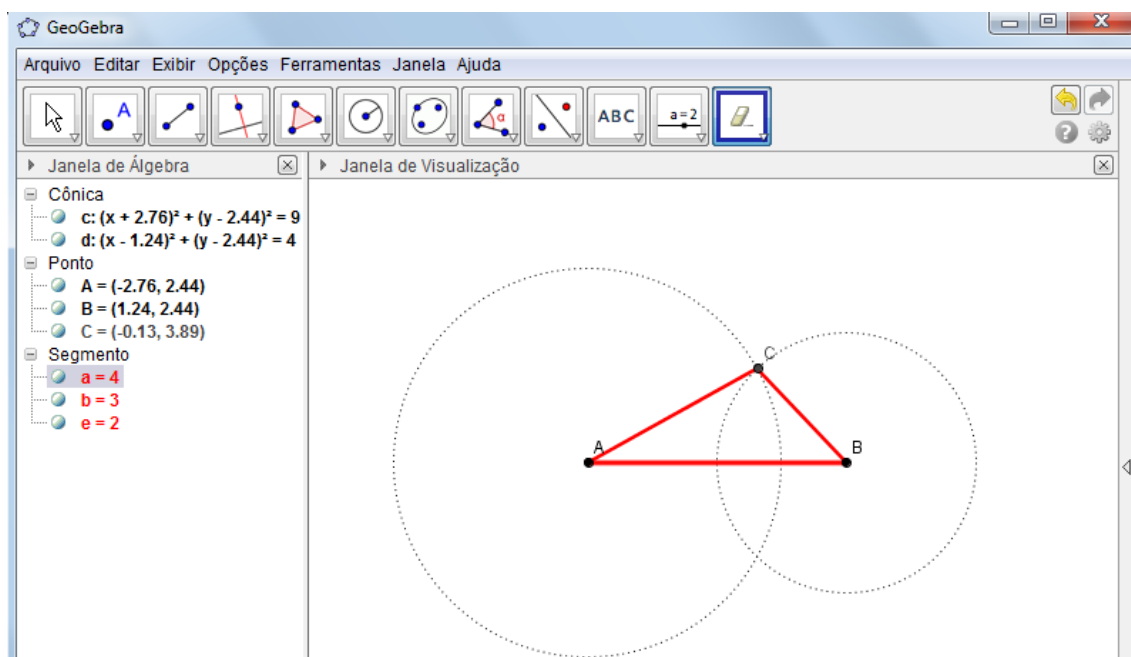 GeoGebra
Arquivo Editar Exibir Opções Ferramentas Janela Ajuda
A α ABC a=2
Janela de Álgebra
Janela de Visualização
Cônica
c: (x + 2.76)² + (y - 2.44)² = 9
d: (x - 1.24)² + (y - 2.44)² = 4
Ponto
A = (-2.76, 2.44)
B = (1.24, 2.44)
C = (-0.13, 3.89)
Segmento
a = 4
b = 3
e = 2
C
A
B